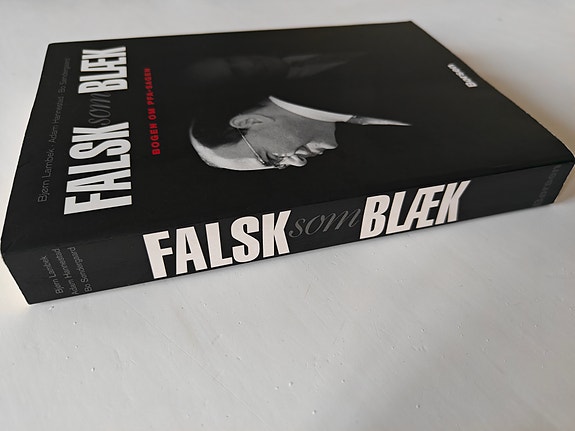 Bjørn Lambek, Adam Hannestad, Bo Søndergaard
FALSK som BLÆK
BOGEN OM PFA-SAGEN
Borsen
Bjørn Lambek
Adam Hannestad
Bo Søndergaard
FALSK som BLÆK